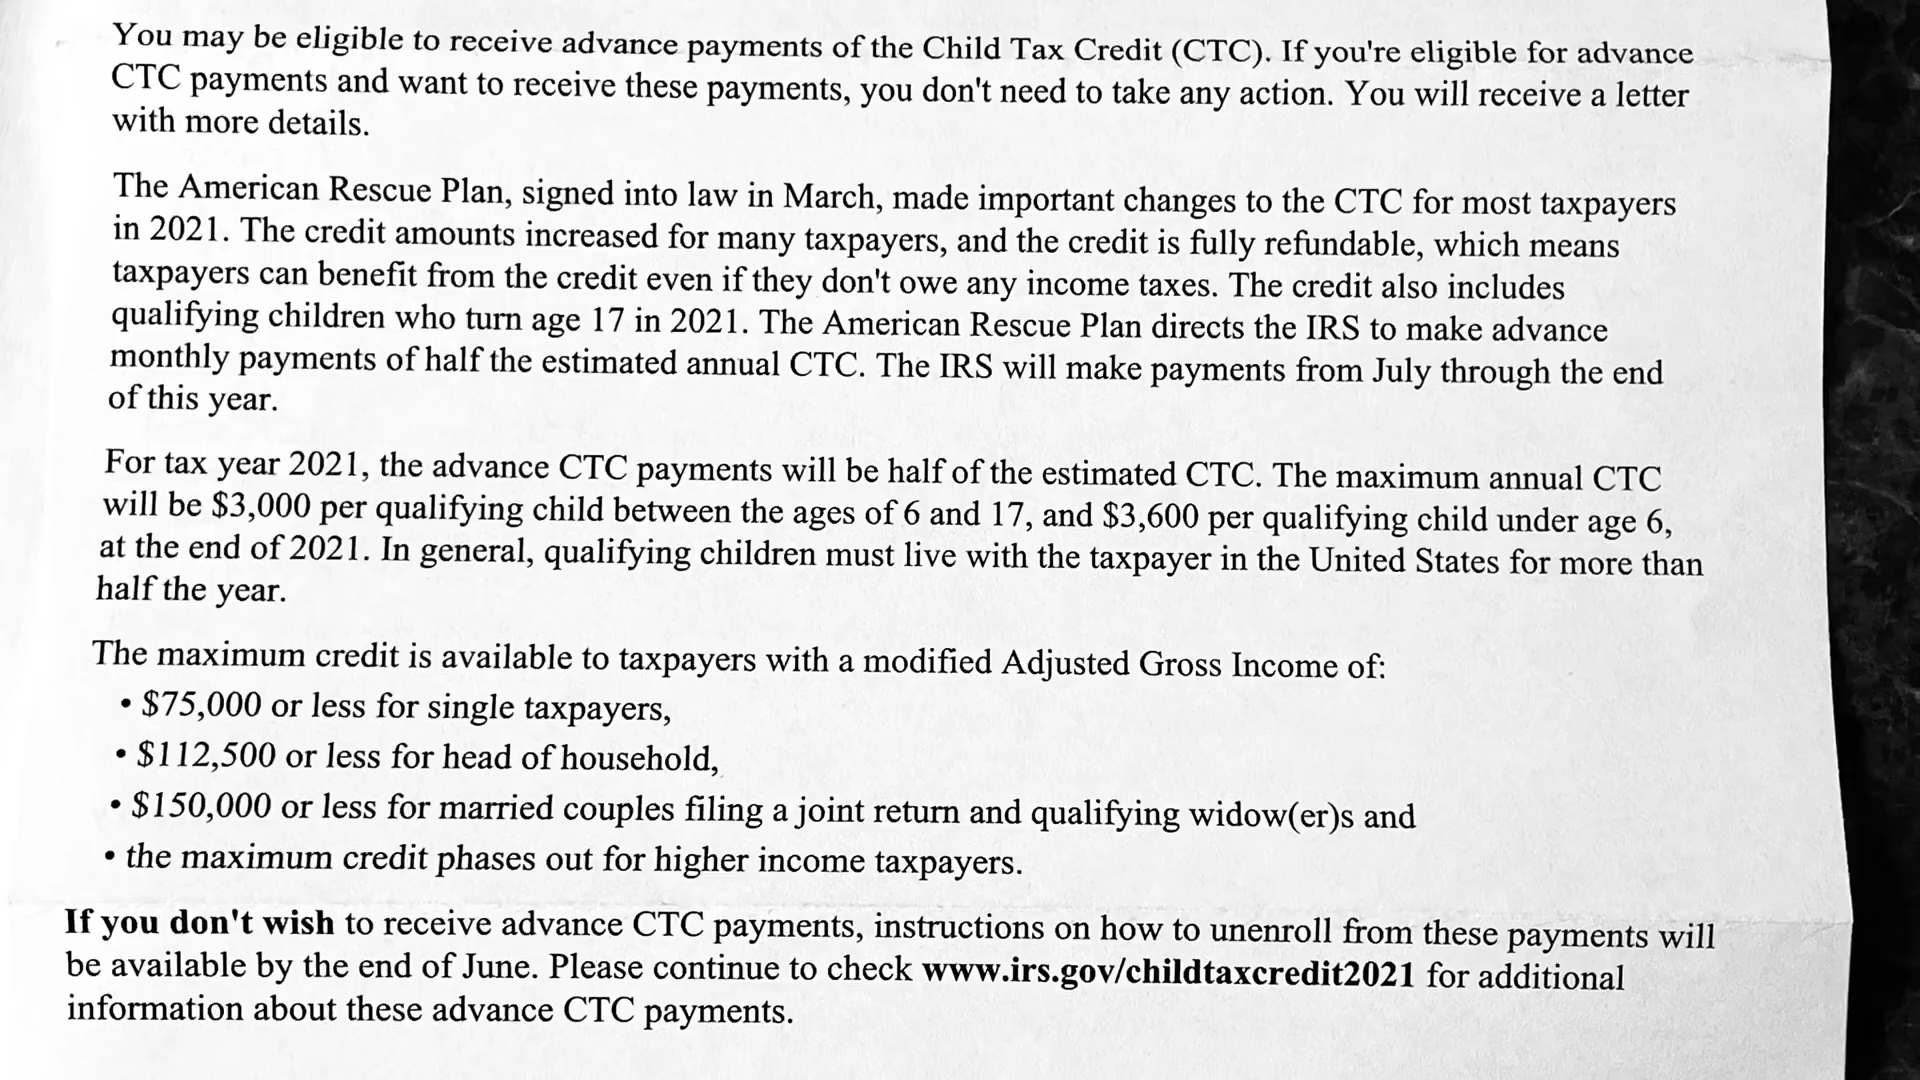 You may be eligible to receive advance payments of the Child Tax Credit (CTC). If you're eligible for advance
CTC payments and want to receive these payments, you don't need to take any action. You will receive a letter
with more details.
The American Rescue Plan, signed into law in March, made important changes to the CTC for most taxpayers
in 2021. The credit amounts increased for many taxpayers, and the credit is fully refundable, which means
taxpayers can benefit from the credit even if they don't owe any income taxes. The credit also includes
qualifying children who turn age 17 in 2021. The American Rescue Plan directs the IRS to make advance
monthly payments of half the estimated annual CTC. The IRS will make payments from July through the end
of this year.
For tax year 2021, the advance CTC payments will be half of the estimated CTC. The maximum annual CTC
will be $3,000 per qualifying child between the ages of 6 and 17, and $3,600 per qualifying child under age 6,
at the end of 2021. In general, qualifying children must live with the taxpayer in the United States for more than
half the year.
The maximum credit is available to taxpayers with a modified Adjusted Gross Income of:
• $75,000 or less for single taxpayers,
• $112,500 or less for head of household,
• $150,000 or less for married couples filing a joint return and qualifying widow(er)s and
• the maximum credit phases out for higher income taxpayers.
If you don't wish to receive advance CTC payments, instructions on how to unenroll from these payments will
be available by the end of June. Please continue to check www.irs.gov/childtaxcredit2021 for additional
information about these advance CTC payments.